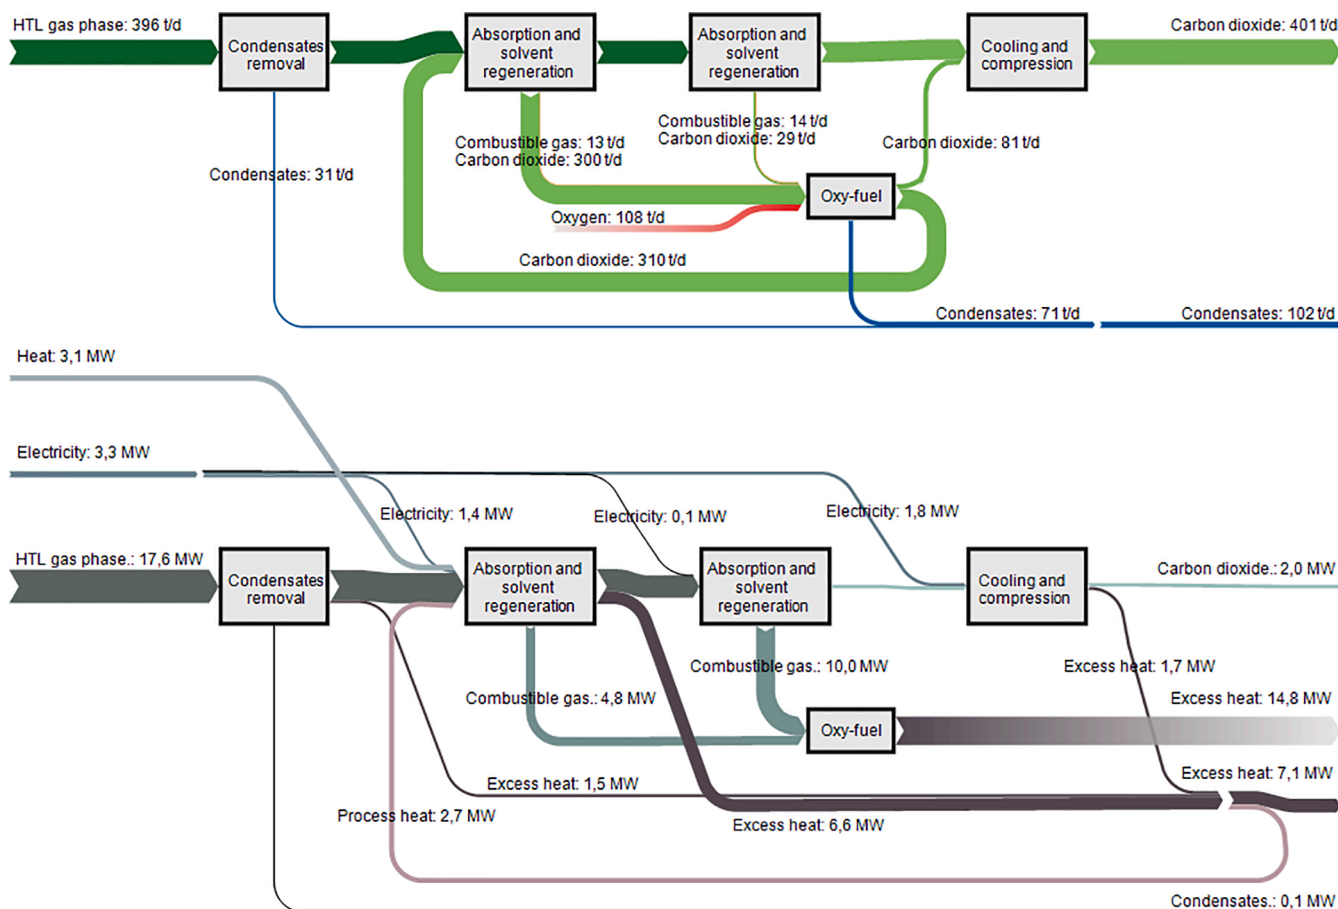 HTL gas phase: 396 t/d
Condensates
removal
Absorption and
solvent
regeneration
Absorption and
solvent
regeneration
Cooling and
compression
Carbon dioxide: 401 t/d
Combustible gas: 13 t/d
Carbon dioxide: 300 t/d
Combustible gas: 14 t/d
Carbon dioxide: 29 t/d
Carbon dioxide: 81 t/d
Condensates: 31 t/d
Oxy-fuel
Oxygen: 108 t/d
Carbon dioxide: 310 t/d
Condensates: 71 t/d
Condensates: 102 t/d
Heat: 3,1 MW
Electricity: 3,3 MW
Electricity: 1,4 MW
Electricity: 0,1 MW
Electricity: 1,8 MW
HTL gas phase.: 17,6 MW
Condensates
removal
Absorption and
solvent
regeneration
Absorption and
solvent
regeneration
Cooling and
compression
Carbon dioxide.: 2,0 MW
Combustible gas.: 4,8 MW
Combustible gas.: 10,0 MW
Excess heat: 1,7 MW
Excess heat: 14,8 MW
Oxy-fuel
Excess heat: 1,5 MW
Excess heat: 7,1 MW
Process heat: 2,7 MW
Excess heat: 6,6 MW
Condensates.: 0,1 MW